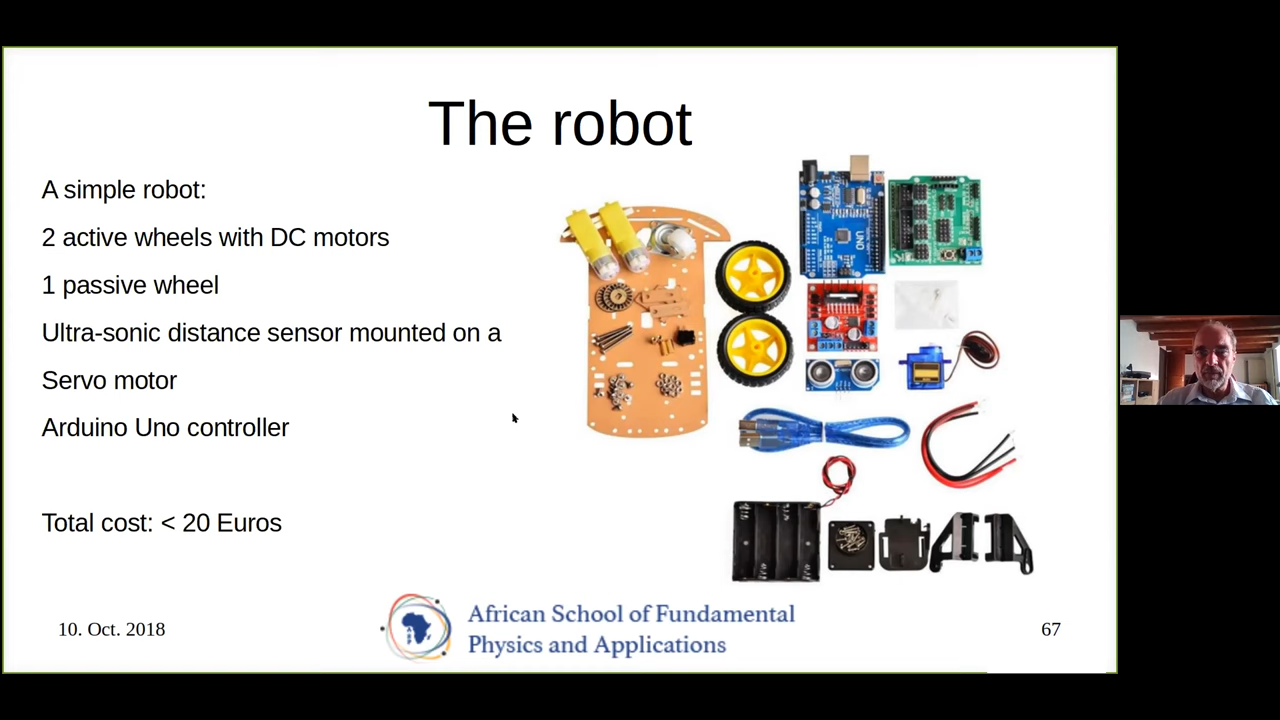 The robot
A simple robot:
2 active wheels with DC motors
1 passive wheel
Ultra-sonic distance sensor mounted on a
Servo motor
Arduino Uno controller
Total cost: < 20 Euros
UNO
10. Oct. 2018
African School of Fundamental
Physics and Applications
67